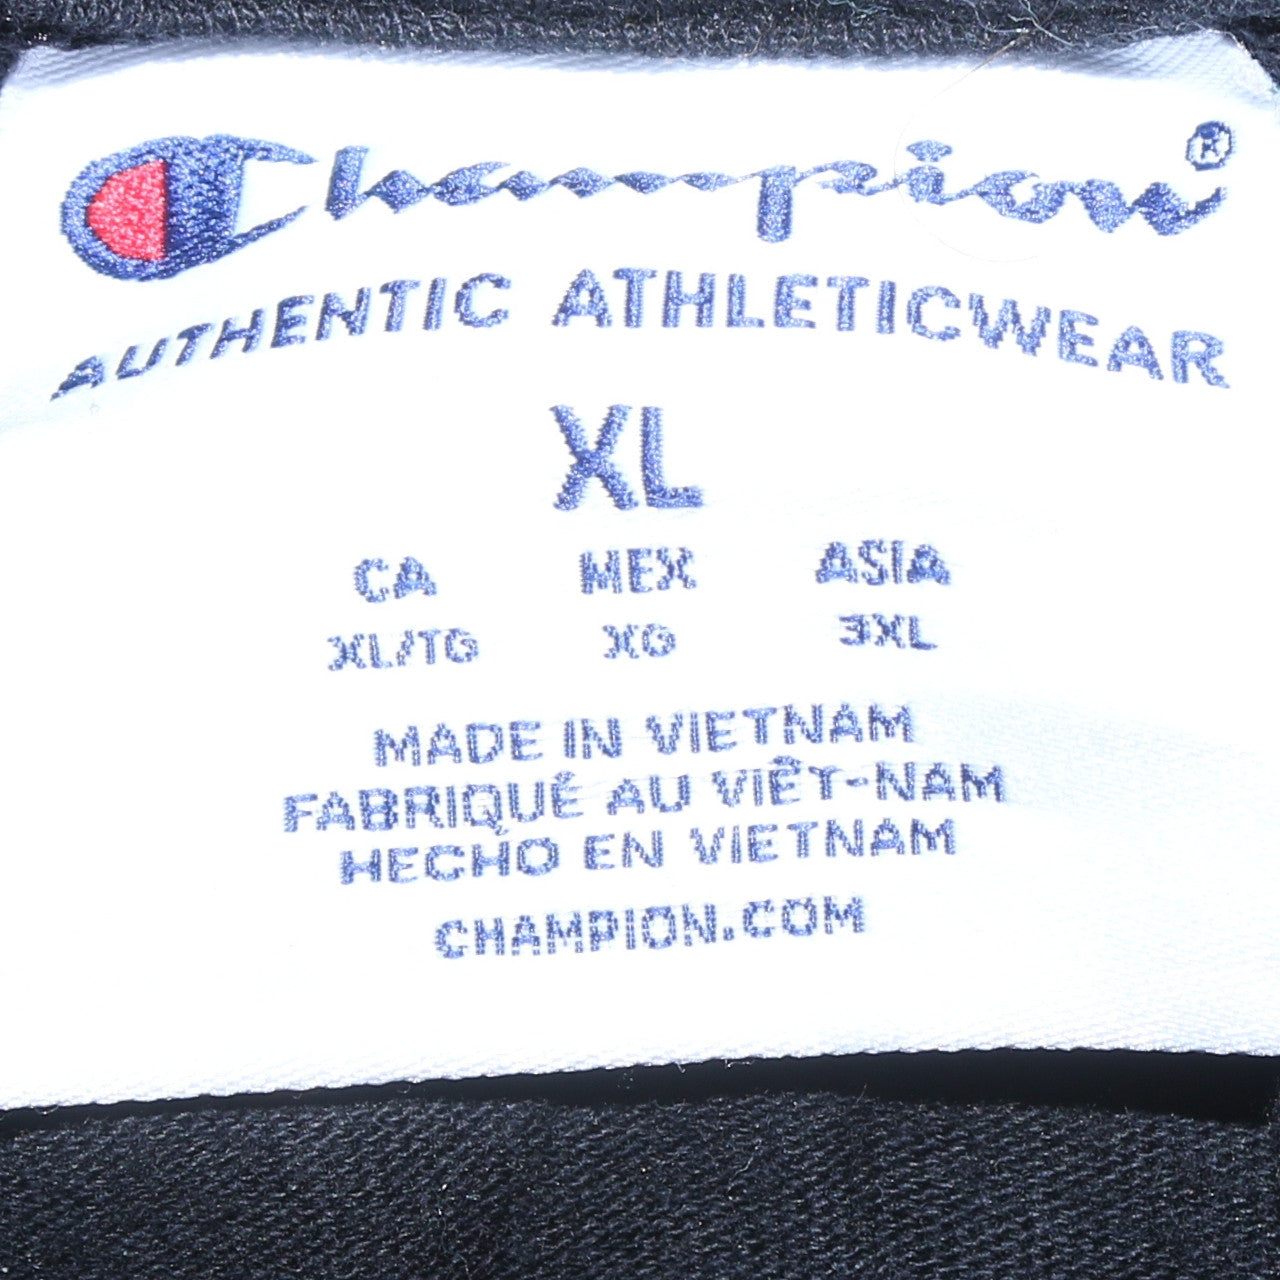 Champion®
AUTHENTIC ATHLETICWEAR
XL
CA MEX ASIA
XL/TG XG 3XL
MADE IN VIETNAM
FABRIQUÉ AU VIÊT-NAM
HECHO EN VIETNAM
CHAMPION.COM